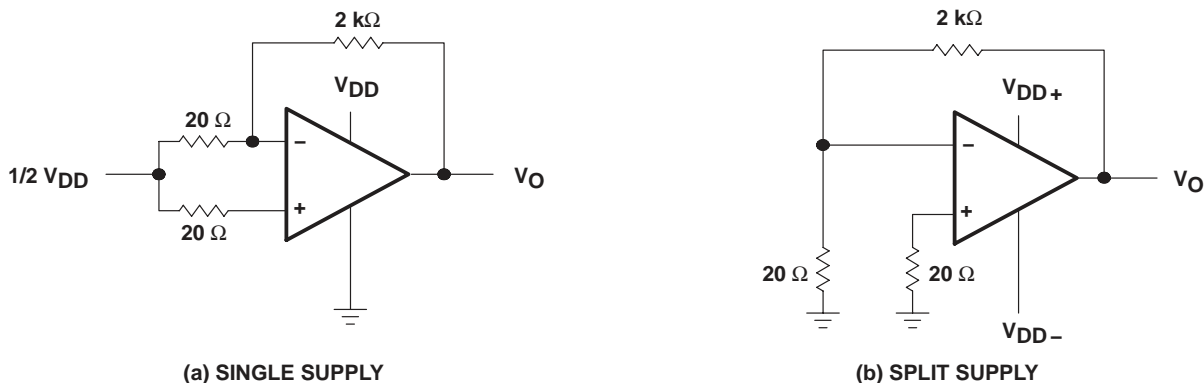 2 kΩ
VDD
20 Ω
−
1/2 VDD
VO
+
20 Ω
(a) SINGLE SUPPLY
2 kΩ
VDD+
−
VO
+
20 Ω
20 Ω
VDD−
(b) SPLIT SUPPLY